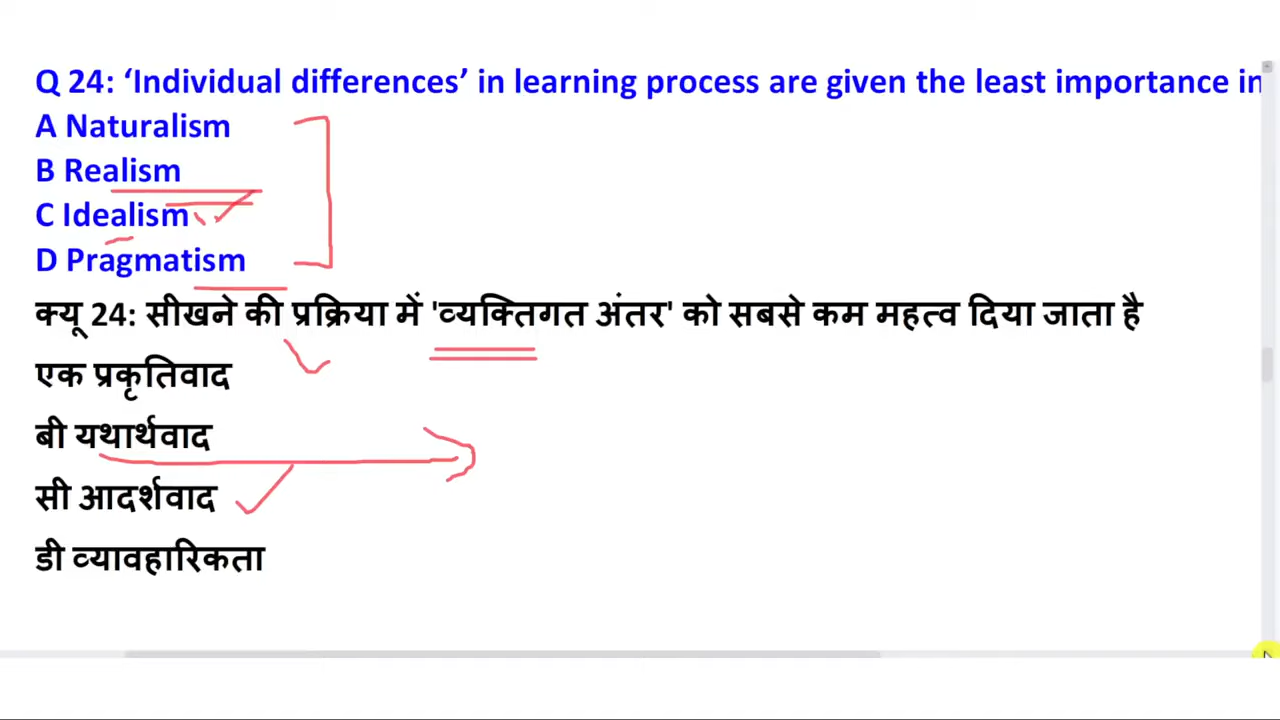 Q 24: ‘Individual differences’ in learning process are given the least importance in
A Naturalism
B Realism
C Idealism
D Pragmatism
क्यू 24: सीखने की प्रक्रिया में 'व्यक्तिगत अंतर' को सबसे कम महत्व दिया जाता है
एक प्रकृतिवाद
बी यथार्थवाद
सी आदर्शवाद
डी व्यावहारिकता